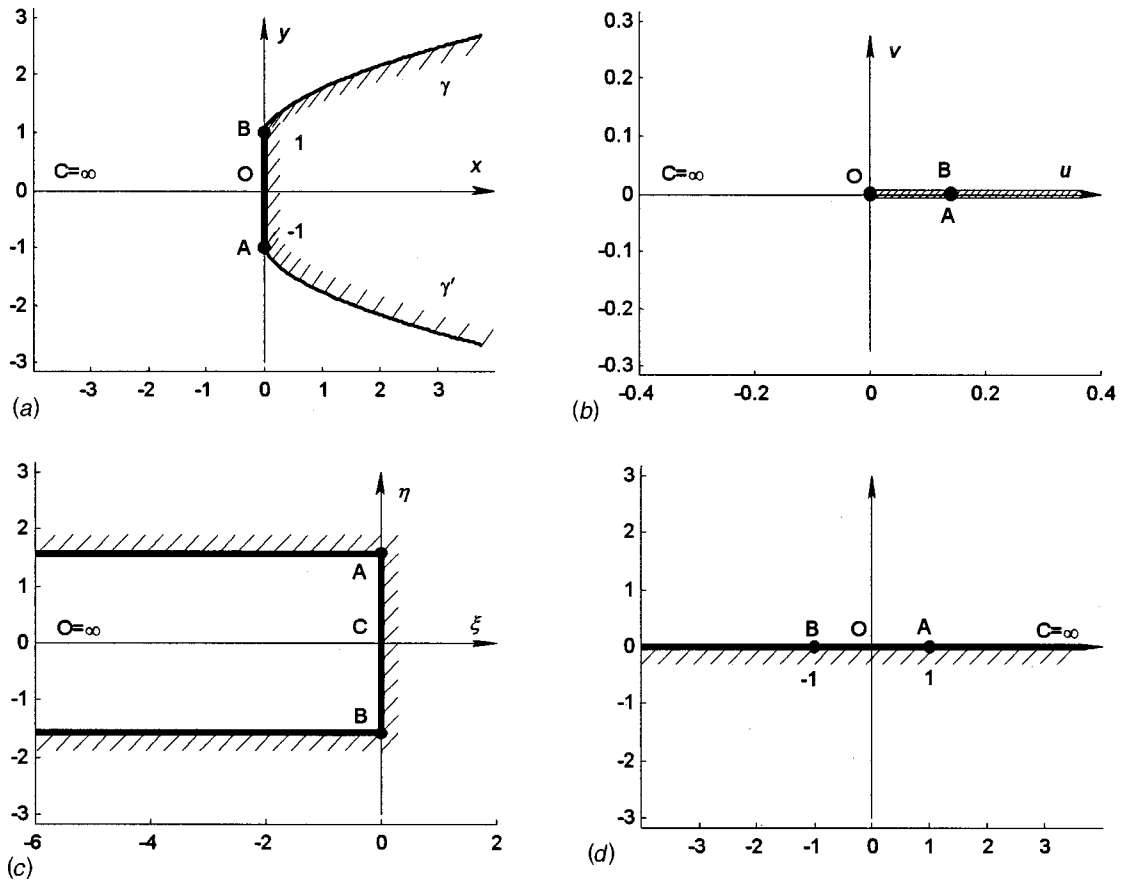 3
y
2
γ
B
1
1
C=∞
O
x
0
-1
A
-1
γ′
-2
-3
-3 -2 -1 0 1 2 3
(a)
0.3
v
0.2
0.1
C=∞
O
B
u
0
A
-0.1
-0.2
-0.3
-0.4 -0.2 0 0.2 0.4
(b)
3
η
2
1
A
O=∞
C
ξ
0
-1
B
-2
-3
-6 -4 -2 0 2
(c)
3
2
1
B
O
A
C=∞
0
-1
1
-1
-2
-3
-3 -2 -1 0 1 2 3
(d)